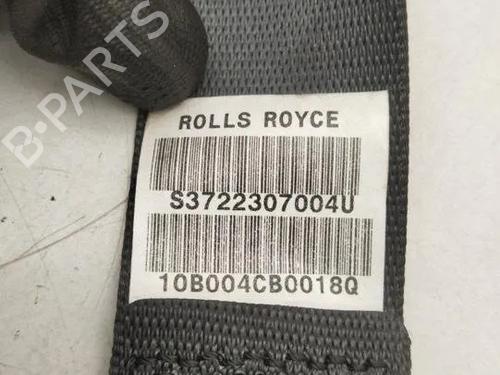 B-PARTS
ROLLS ROYCE
S3722307004U
10B004CB0018Q